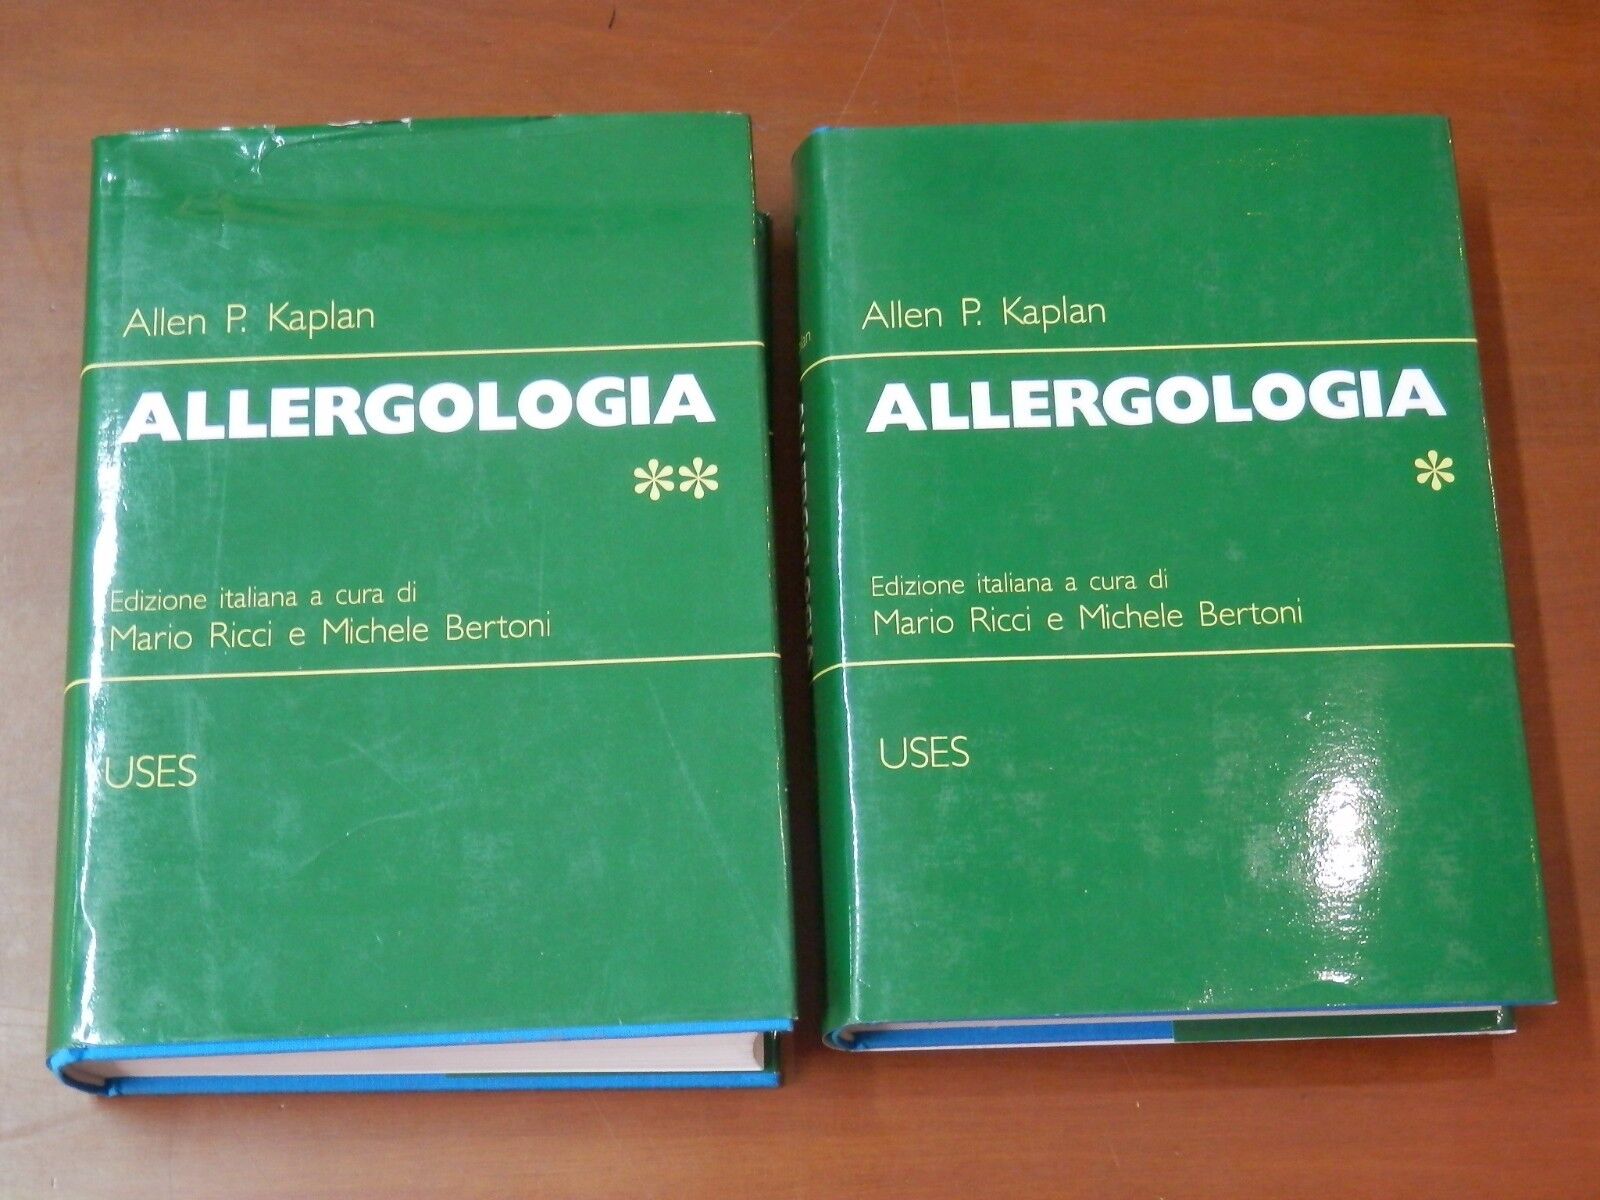 Allen P. Kaplan
ALLERGOLOGIA
**
Edizione italiana a cura di
Mario Ricci e Michele Bertoni
USES
Allen P. Kaplan
ALLERGOLOGIA
*
Edizione italiana a cura di
Mario Ricci e Michele Bertoni
USES